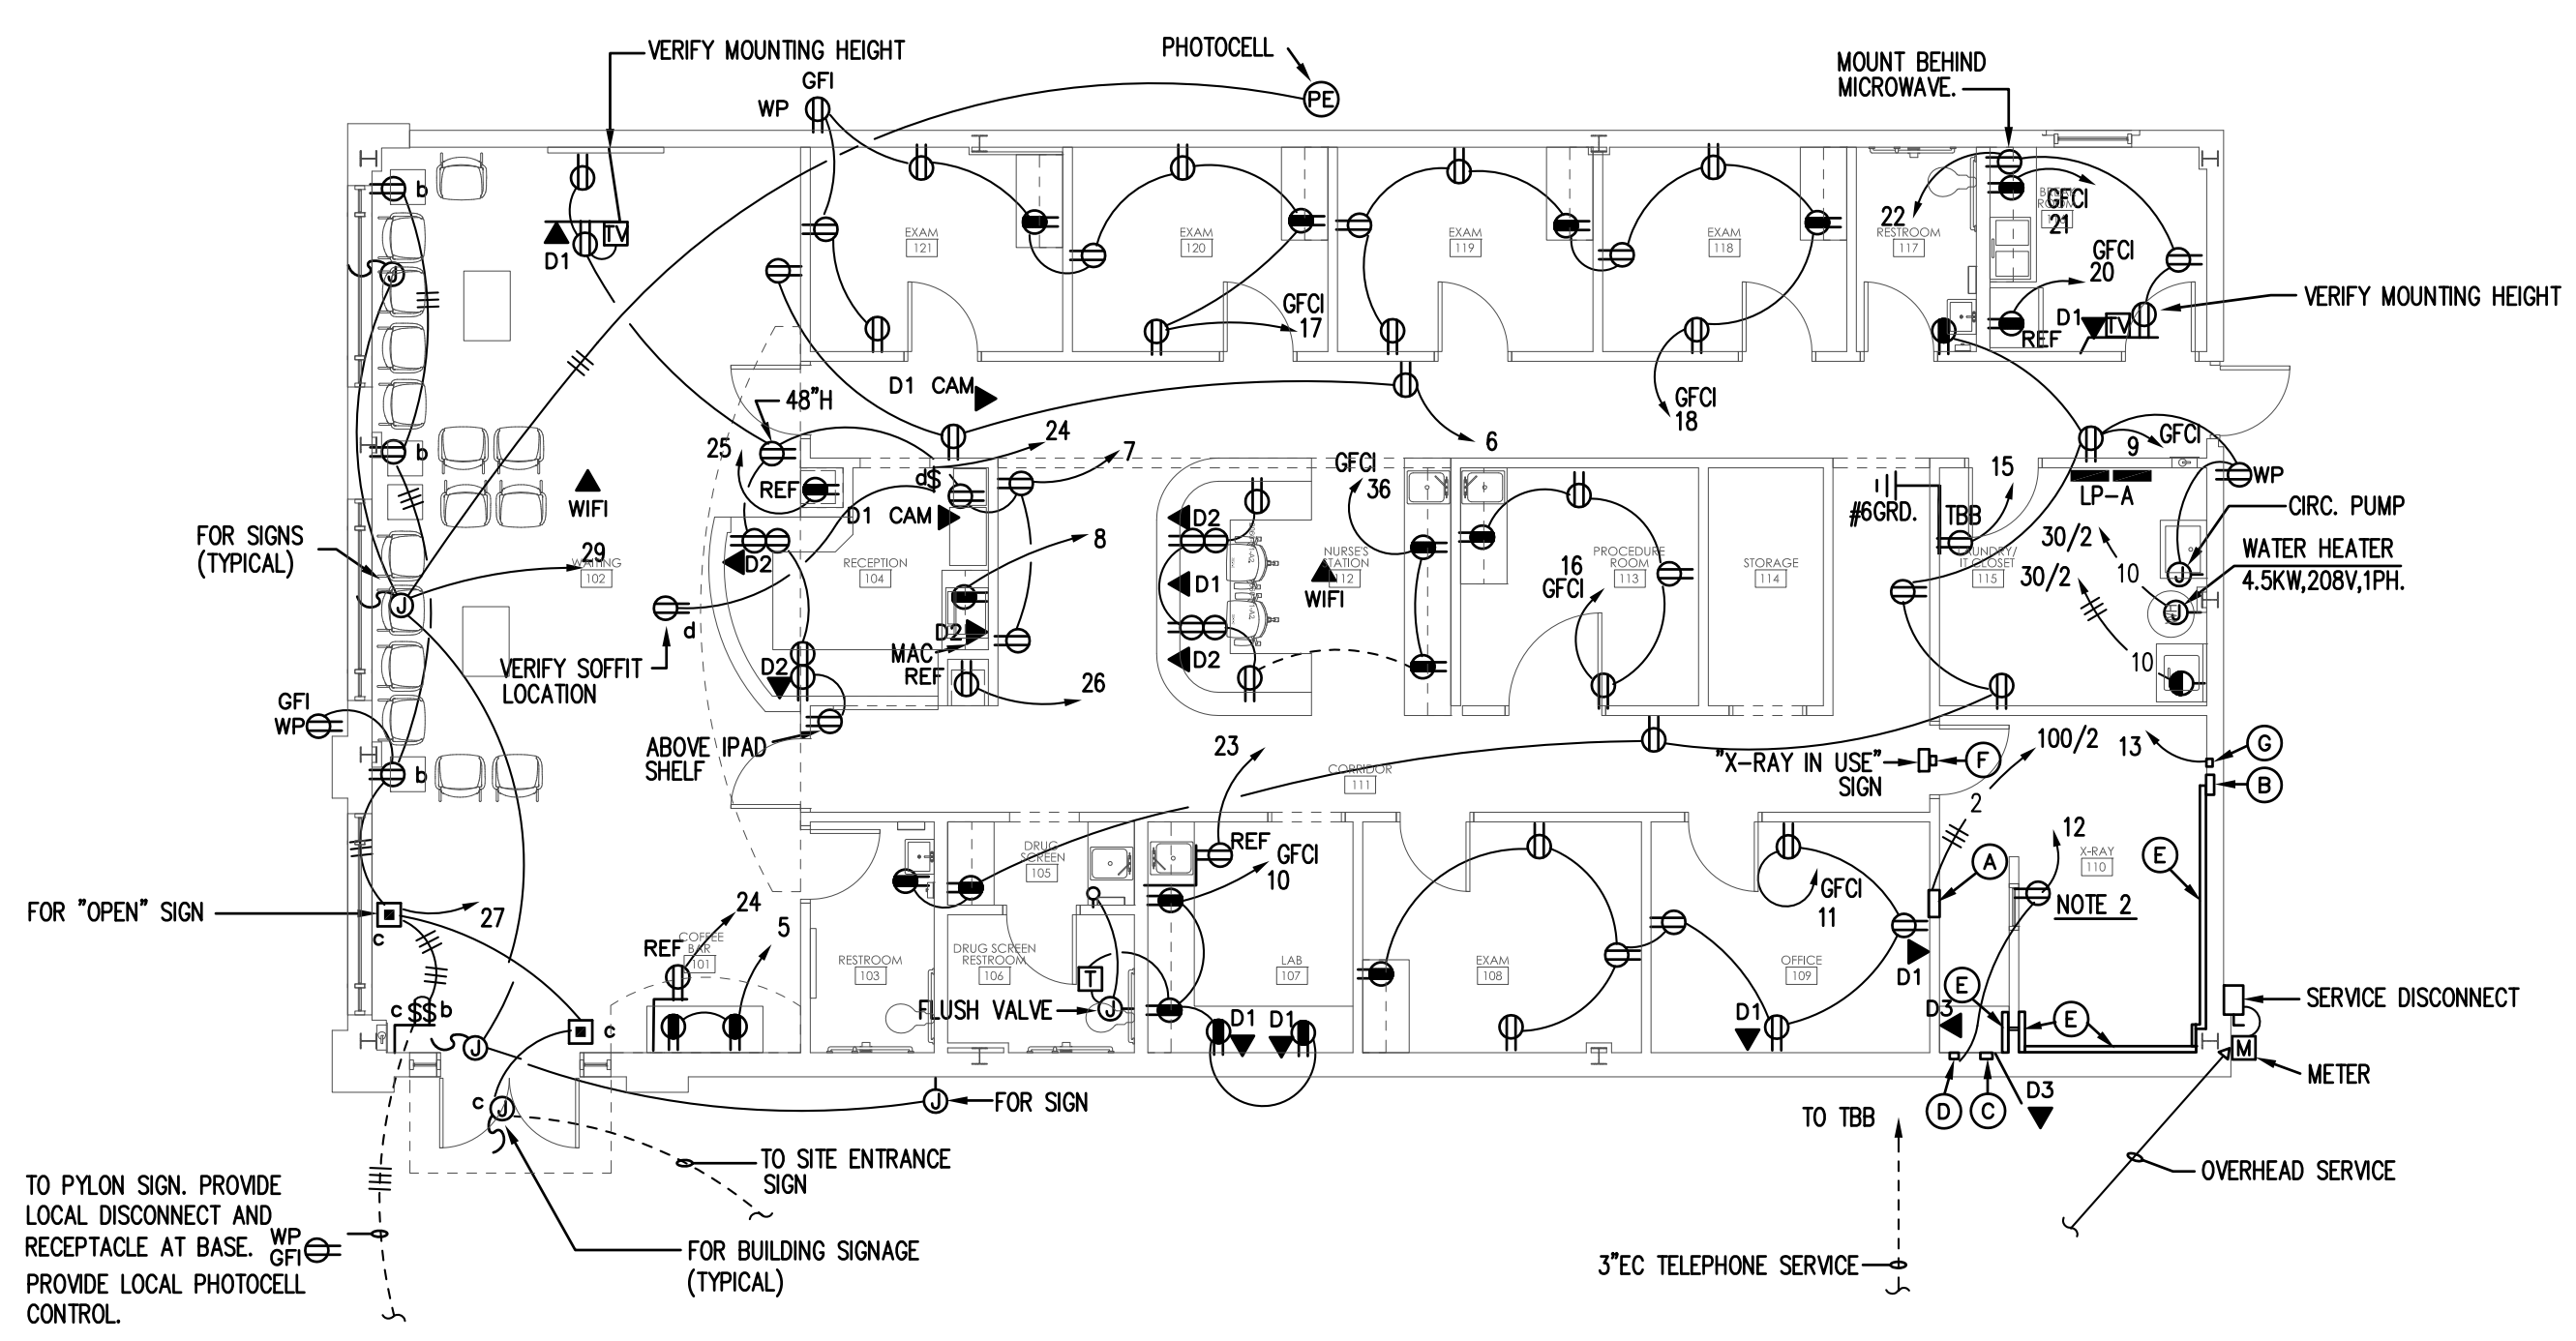 VERIFY MOUNTING HEIGHT
PHOTOCELL
PE
MOUNT BEHIND
MICROWAVE.
GFI
WP
b
TV
D1
EXAM
121
EXAM
120
EXAM
119
EXAM
118
22
RESTROOM
117
GFCI
21
GFCI
20
GFCI
17
D1
TV
REF
VERIFY MOUNTING HEIGHT
J
D1 CAM
48"H
GFCI
18
25
24
7
6
9
GFCI
b
REF
d$
D1 CAM
GFCI
36
15
LP-A
WP
WIFI
#6GRD.
TBB
CIRC. PUMP
FOR SIGNS
(TYPICAL)
29
WAITING
102
D2
RECEPTION
104
8
D2
D1
D2
NURSE'S
STATION
112
WIFI
16
GFCI
PROCEDURE
ROOM
113
STORAGE
114
LAUNDRY/
IT CLOSET
115
30/2
30/2
10
10
J
WATER HEATER
4.5KW,208V,1PH.
J
J
d
VERIFY SOFFIT
LOCATION
D2
MAC
REF
D2
26
GFI
WP
b
ABOVE IPAD
SHELF
23
CORRIDOR
111
"X-RAY IN USE"
SIGN
F
100/2
13
G
B
2
A
12
X-RAY
110
E
NOTE 2
FOR "OPEN" SIGN
c
27
REF
COFFEE
BAR
101
24
5
RESTROOM
103
DRUG
SCREEN
105
DRUG SCREEN
RESTROOM
106
REF
GFCI
10
LAB
107
EXAM
108
OFFICE
109
GFCI
11
D1
T
FLUSH VALVE
J
D1
D1
D1
E
D3
E
SERVICE DISCONNECT
c $$ b
J
c
M
METER
c
J
J
FOR SIGN
D
C
D3
TO TBB
TO SITE ENTRANCE
SIGN
OVERHEAD SERVICE
TO PYLON SIGN. PROVIDE
LOCAL DISCONNECT AND
RECEPTACLE AT BASE.
WP
GFI
PROVIDE LOCAL PHOTOCELL
CONTROL.
FOR BUILDING SIGNAGE
(TYPICAL)
3"EC TELEPHONE SERVICE